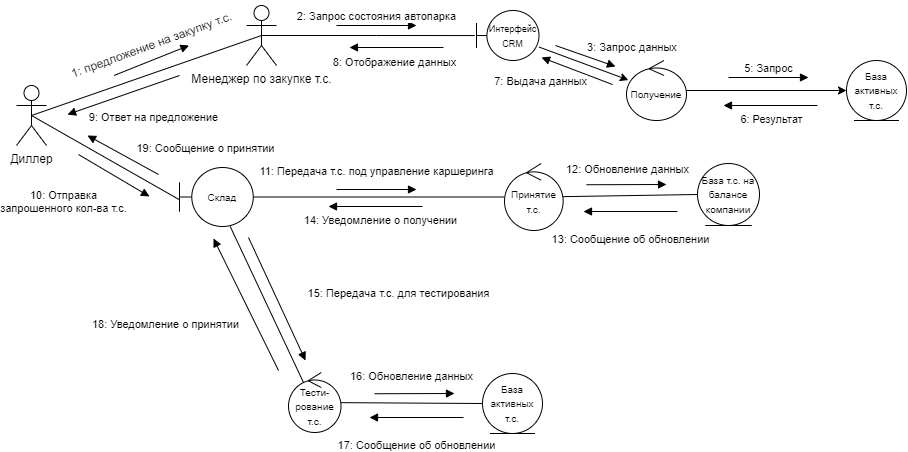 2: Запрос состояния автопарка
1: предложение на закупку т.с.
Интерфейс
CRM
3: Запрос данных
8: Отображение данных
Менеджер по закупке т.с.
7: Выдача данных
5: Запрос
База
активных
т.с.
Получение
6: Результат
9: Ответ на предложение
19: Сообщение о принятии
Диллер
10: Отправка
запрошенного кол-ва т.с.
11: Передача т.с. под управление каршеринга
12: Обновление данных
Склад
Принятие
т.с.
База т.с. на
балансе
компании
14: Уведомление о получении
13: Сообщение об обновлении
15: Передача т.с. для тестирования
18: Уведомление о принятии
16: Обновление данных
Тести-
рование
т.с.
База
активных
т.с.
17: Сообщение об обновлении